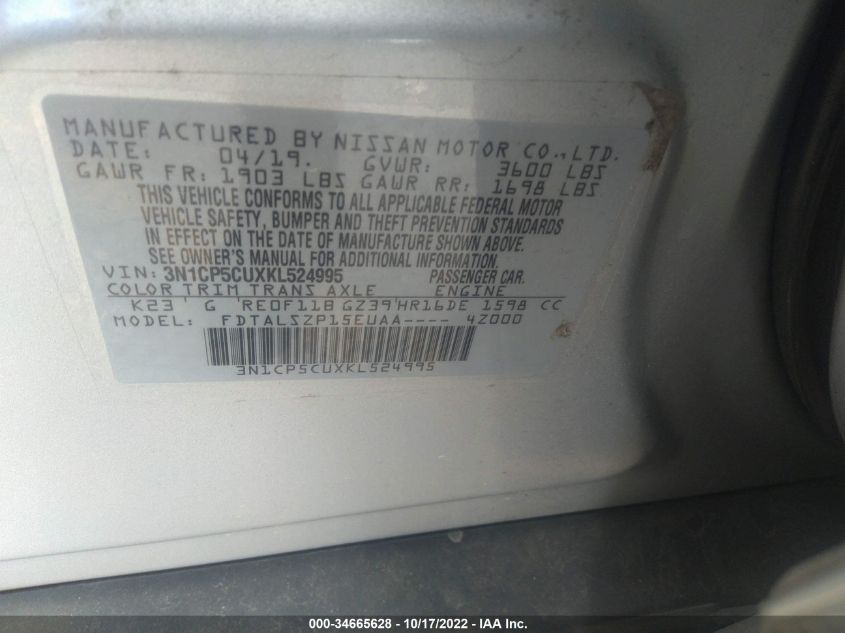 MANUFACTURED BY NISSAN MOTOR CO.,LTD.
DATE: 04/19. GVWR: 3600 LBS
GAWR FR: 1903 LBS GAWR RR: 1698 LBS
THIS VEHICLE CONFORMS TO ALL APPLICABLE FEDERAL MOTOR
VEHICLE SAFETY, BUMPER AND THEFT PREVENTION STANDARDS
IN EFFECT ON THE DATE OF MANUFACTURE SHOWN ABOVE.
SEE OWNER'S MANUAL FOR ADDITIONAL INFORMATION.
VIN: 3N1CP5CUXKL524995 PASSENGER CAR.
COLOR TRIM TRANS AXLE ENGINE
K23 G RE0F11B GZ39 HR16DE 1598 CC
MODEL: FDTALSZP15EUAA---- 4Z000
3N1CP5CUXKL524995
000-34665628 - 10/17/2022 - IAA Inc.